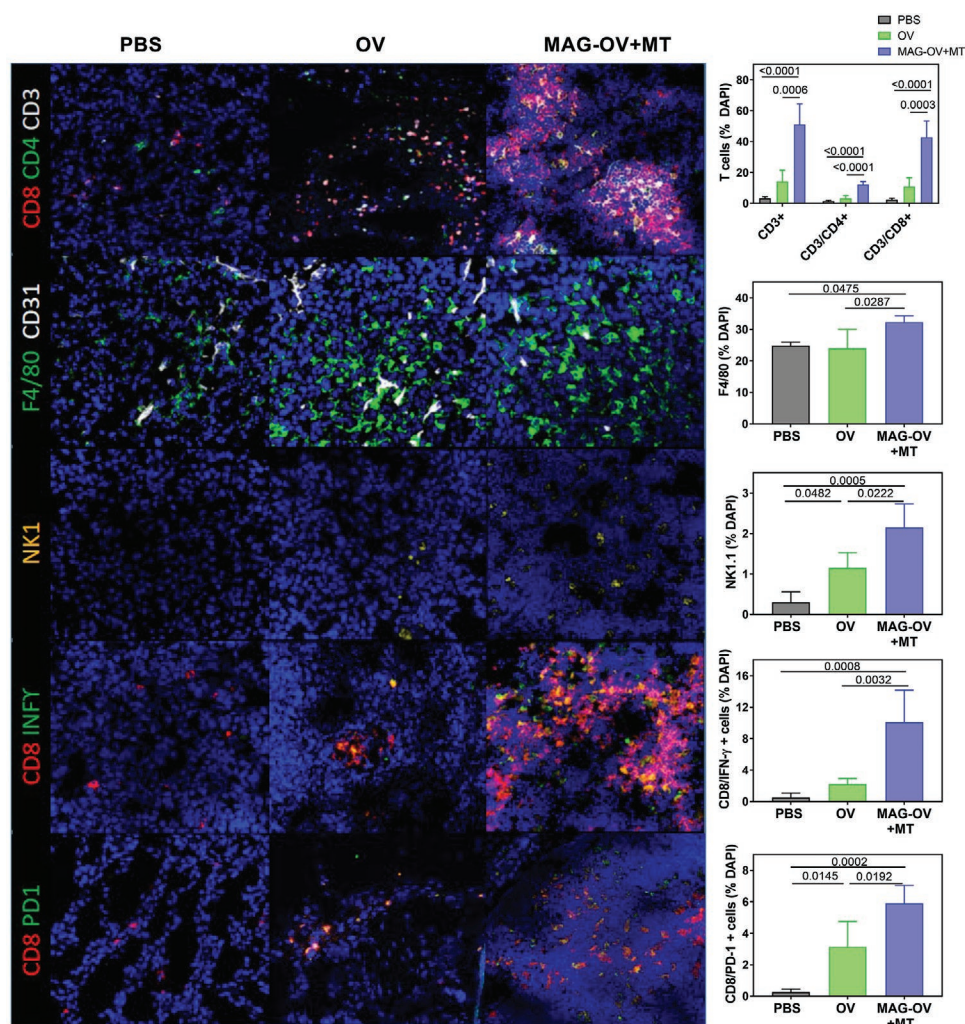 PBS
OV
MAG-OV+MT
PBS OV MAG-OV+MT
CD8 CD4 CD3
F4/80 CD31
NK1
CD8 INFY
CD8 PD1
T cells (% DAPI)
80
60
40
20
0
<0.0001
0.0006
<0.0001
<0.0001
<0.0001
0.0003
CD3+
CD3/CD4+
CD3/CD8+
F4/80 (% DAPI)
40
30
20
10
0
0.0475
0.0287
PBS OV MAG-OV
+MT
NK1.1 (% DAPI)
3
2
1
0
0.0005
0.0482 0.0222
PBS OV MAG-OV
+MT
CD8/IFN-γ + cells (% DAPI)
16
12
8
4
0
0.0008
0.0032
PBS OV MAG-OV
+MT
CD8/PD-1 + cells (% DAPI)
8
6
4
2
0
0.0002
0.0145 0.0192
PBS OV MAG-OV
+MT